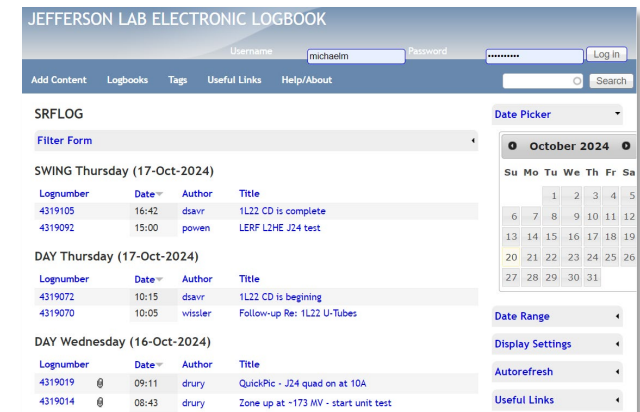 JEFFERSON LAB ELECTRONIC LOGBOOK
Username michaelm Password •••••••••• Log in
Add Content Logbooks Tags Useful Links Help/About Search
SRFLOG
Filter Form
SWING Thursday (17-Oct-2024)
Lognumber Date Author Title
4319105 16:42 dsavr 1L22 CD is complete
4319092 15:00 powen LERF L2HE J24 test
DAY Thursday (17-Oct-2024)
Lognumber Date Author Title
4319072 10:15 dsavr 1L22 CD is begining
4319070 10:05 wissler Follow-up Re: 1L22 U-Tubes
DAY Wednesday (16-Oct-2024)
Lognumber Date Author Title
4319019 09:11 drury QuickPic - J24 quad on at 10A
4319014 08:43 drury Zone up at ~173 MV - start unit test
Date Picker
October 2024
Su Mo Tu We Th Fr Sa
1 2 3 4 5
6 7 8 9 10 11 12
13 14 15 16 17 18 19
20 21 22 23 24 25 26
27 28 29 30 31
Date Range
Display Settings
Autorefresh
Useful Links